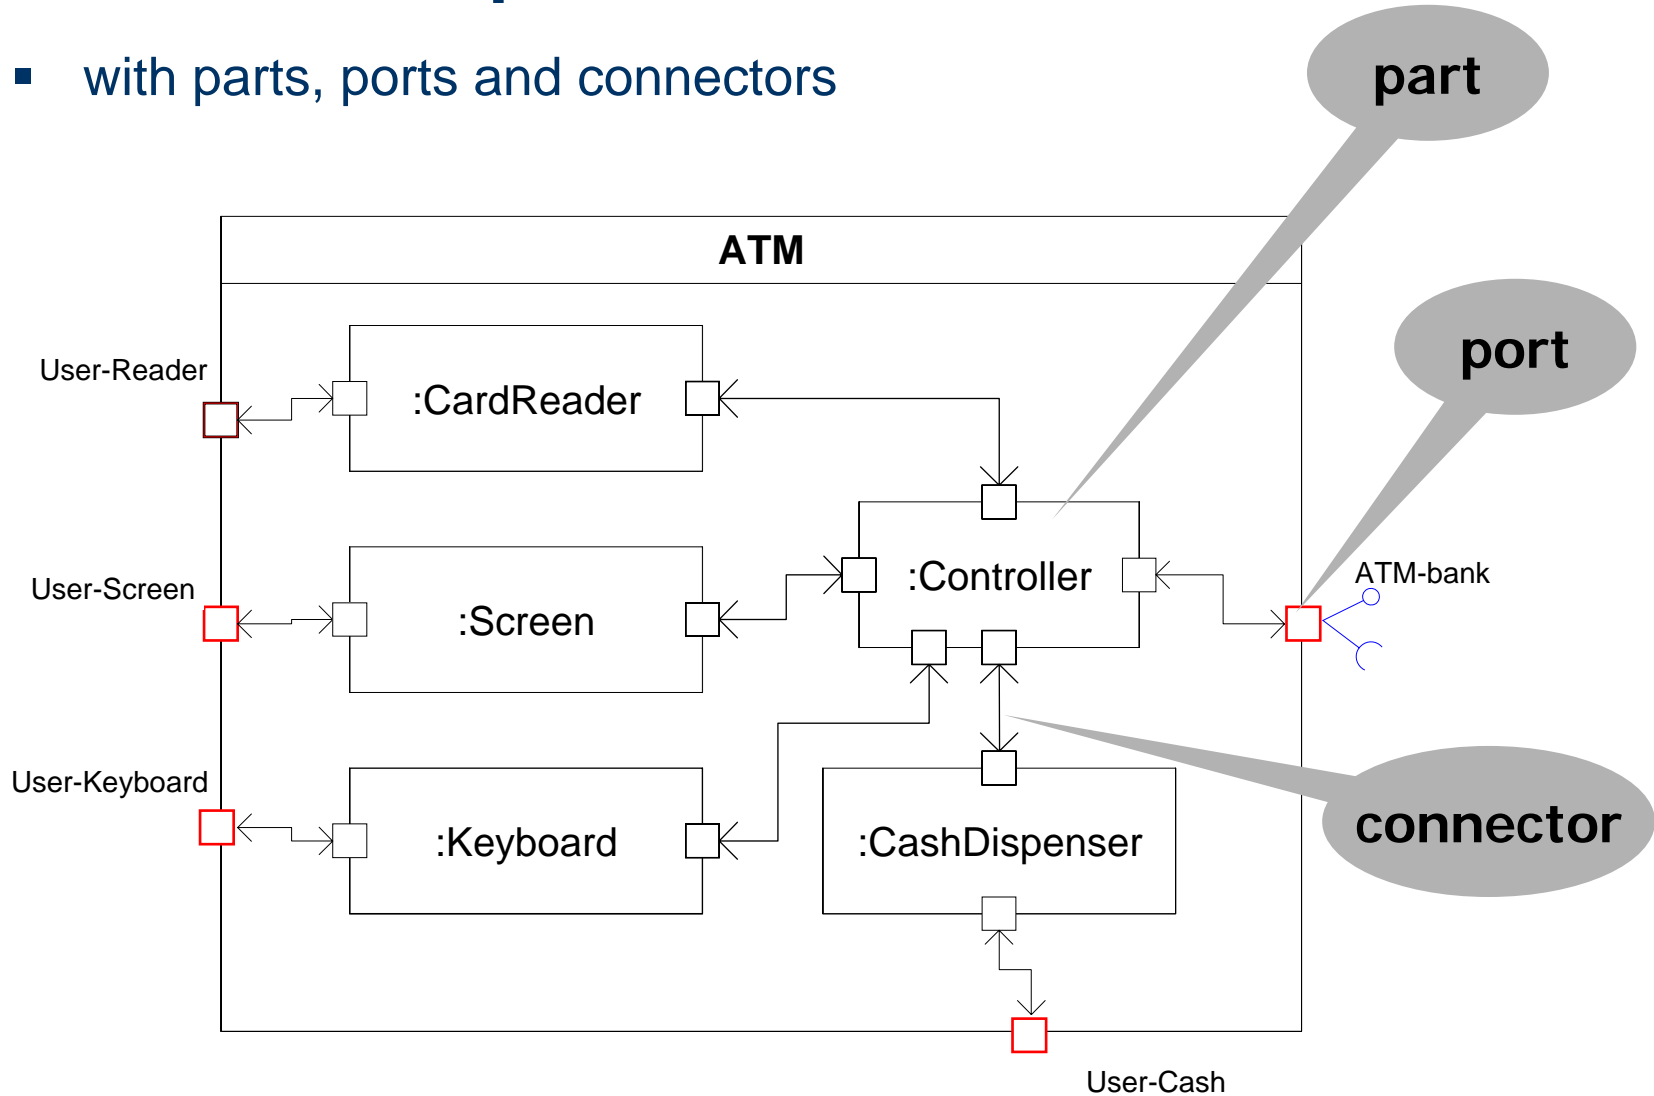 ▪ with parts, ports and connectors
part
ATM
port
User-Reader
:CardReader
User-Screen
:Screen
:Controller
ATM-bank
User-Keyboard
:Keyboard
:CashDispenser
connector
User-Cash